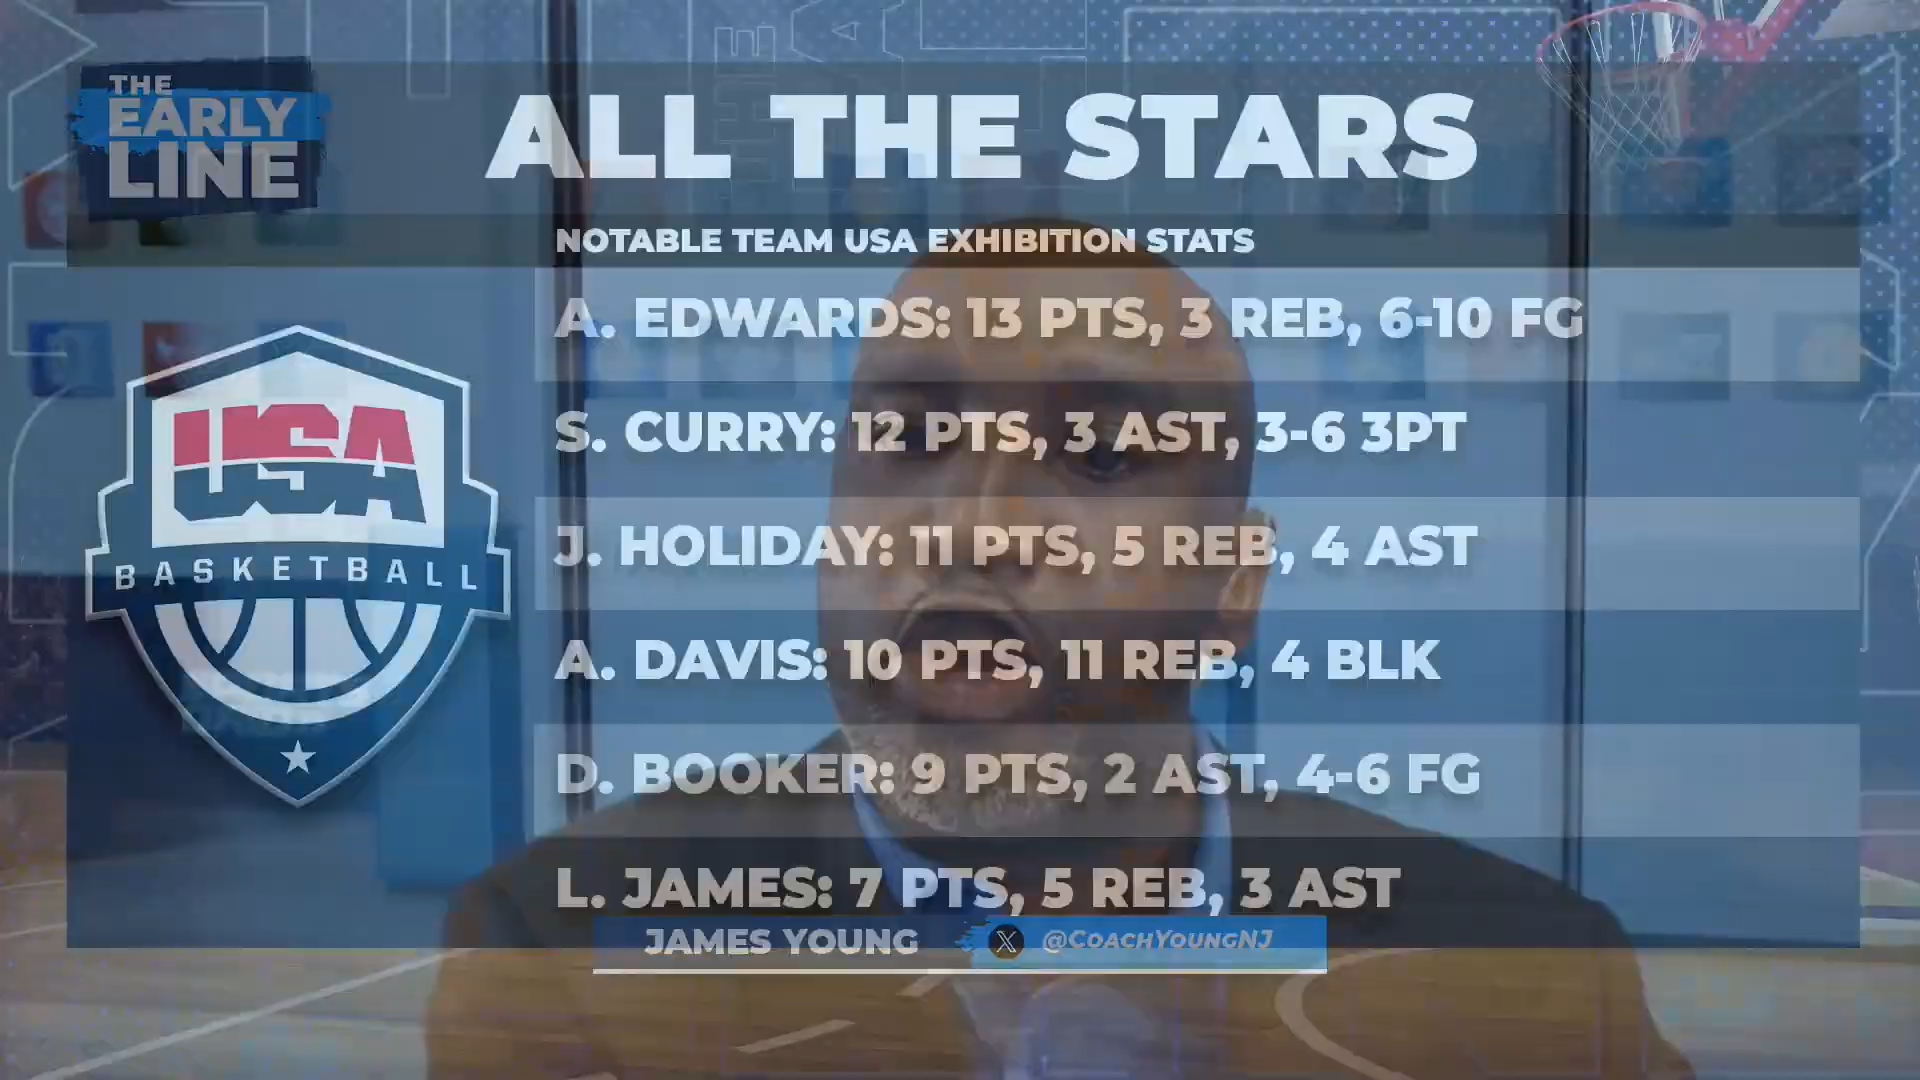 THE
EARLY
LINE
ALL THE STARS
NOTABLE TEAM USA EXHIBITION STATS
A. EDWARDS: 13 PTS, 3 REB, 6-10 FG
S. CURRY: 12 PTS, 3 AST, 3-6 3PT
J. HOLIDAY: 11 PTS, 5 REB, 4 AST
A. DAVIS: 10 PTS, 11 REB, 4 BLK
D. BOOKER: 9 PTS, 2 AST, 4-6 FG
L. JAMES: 7 PTS, 5 REB, 3 AST
USA
BASKETBALL
JAMES YOUNG
@COACHYOUNGNJ